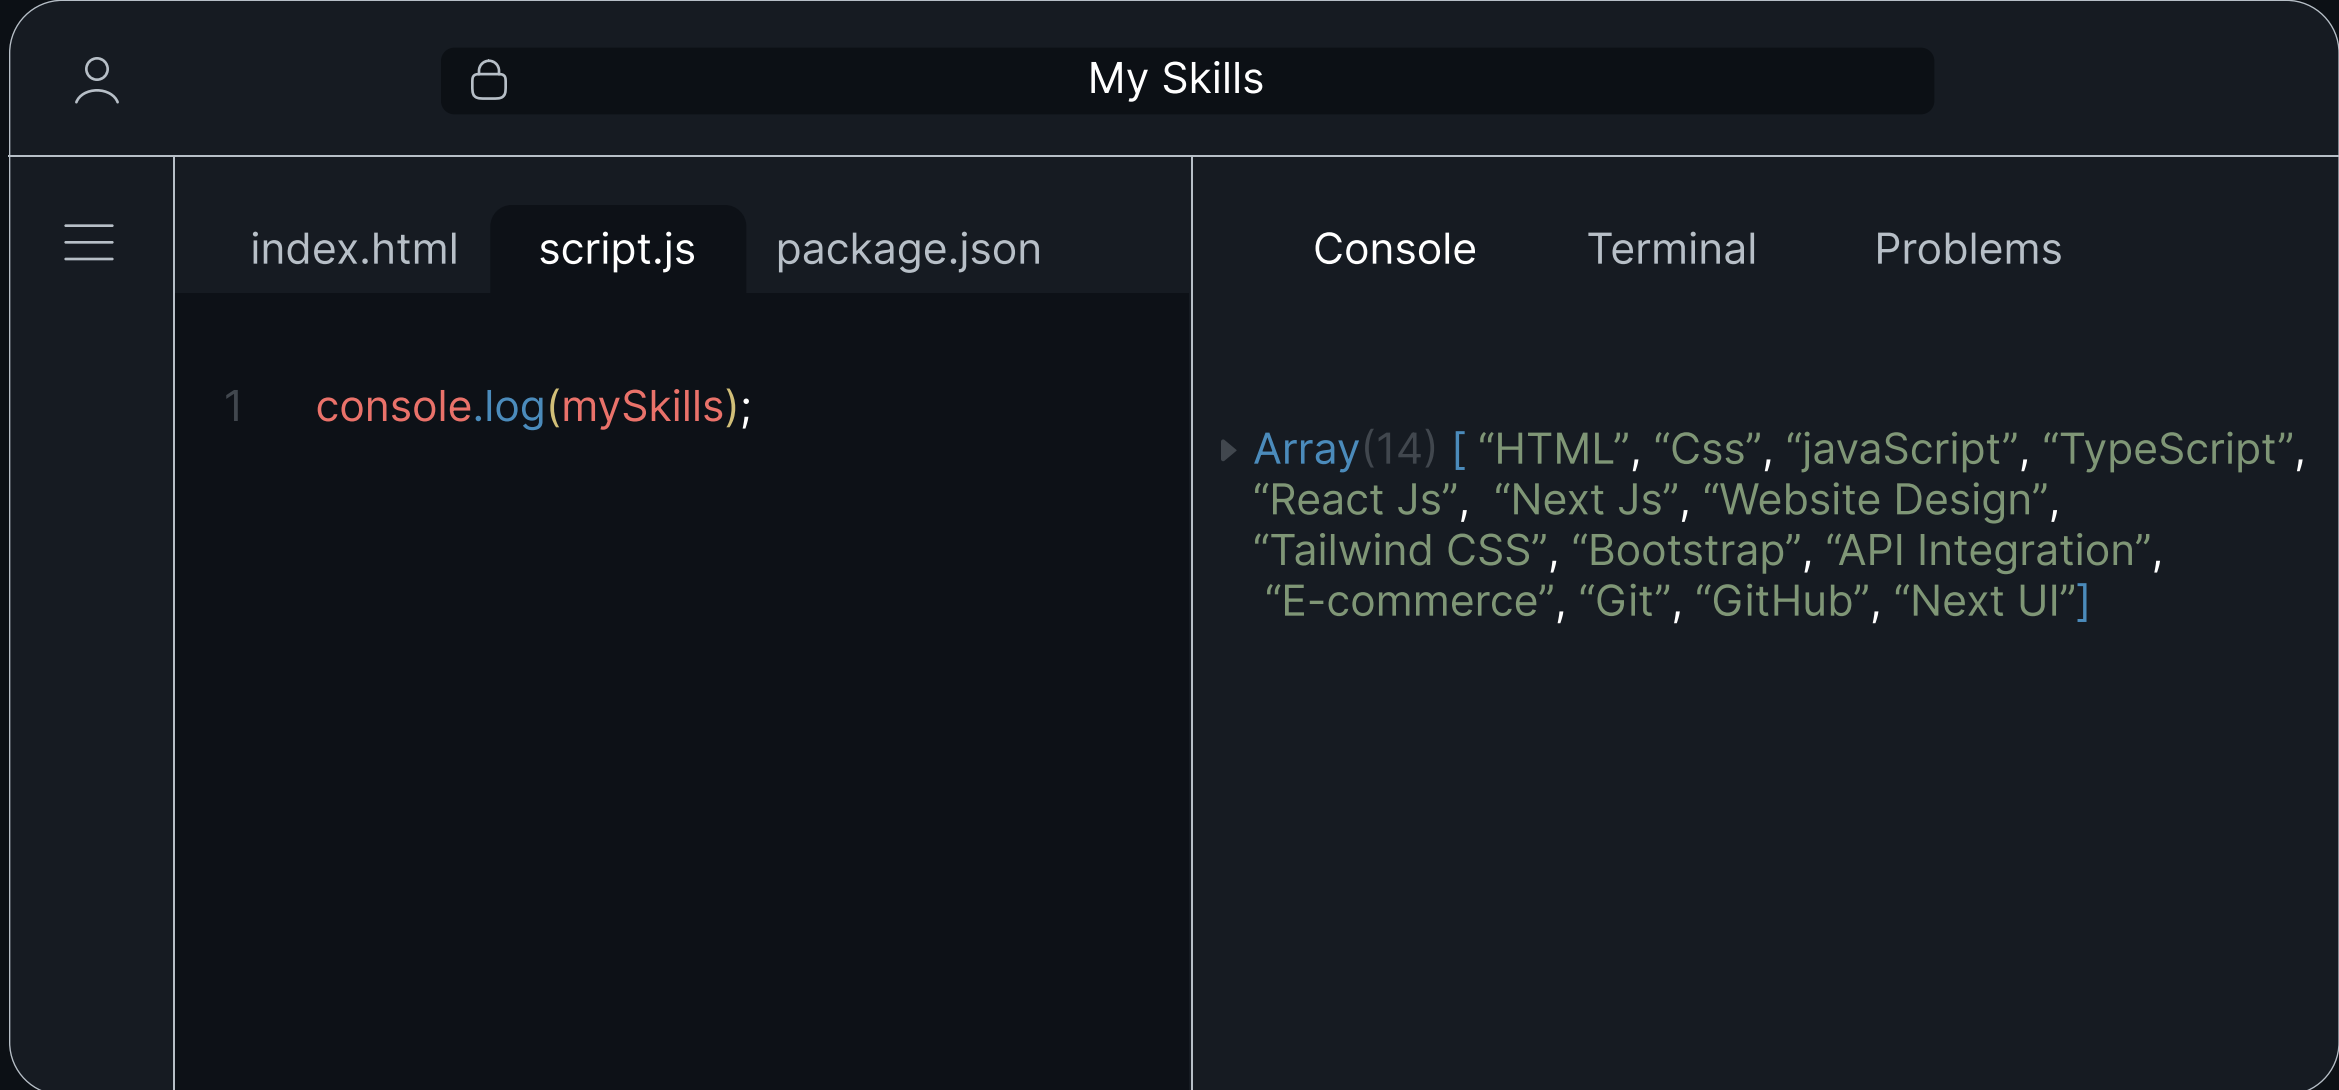 My Skills
index.html script.js package.json
Console Terminal Problems
1 console.log(mySkills);
Array(14) [ “HTML”, “Css”, “javaScript”, “TypeScript”,
“React Js”, “Next Js”, “Website Design”,
“Tailwind CSS”, “Bootstrap”, “API Integration”,
“E-commerce”, “Git”, “GitHub”, “Next UI”]